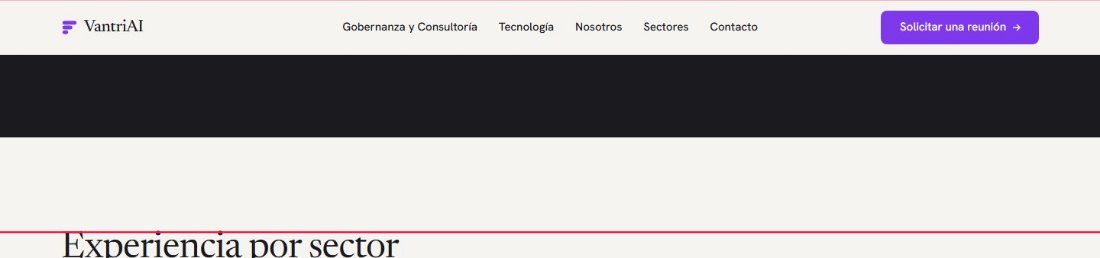 VantriAI
Gobernanza y Consultoría Tecnología Nosotros Sectores Contacto
Solicitar una reunión →
Experiencia por sector